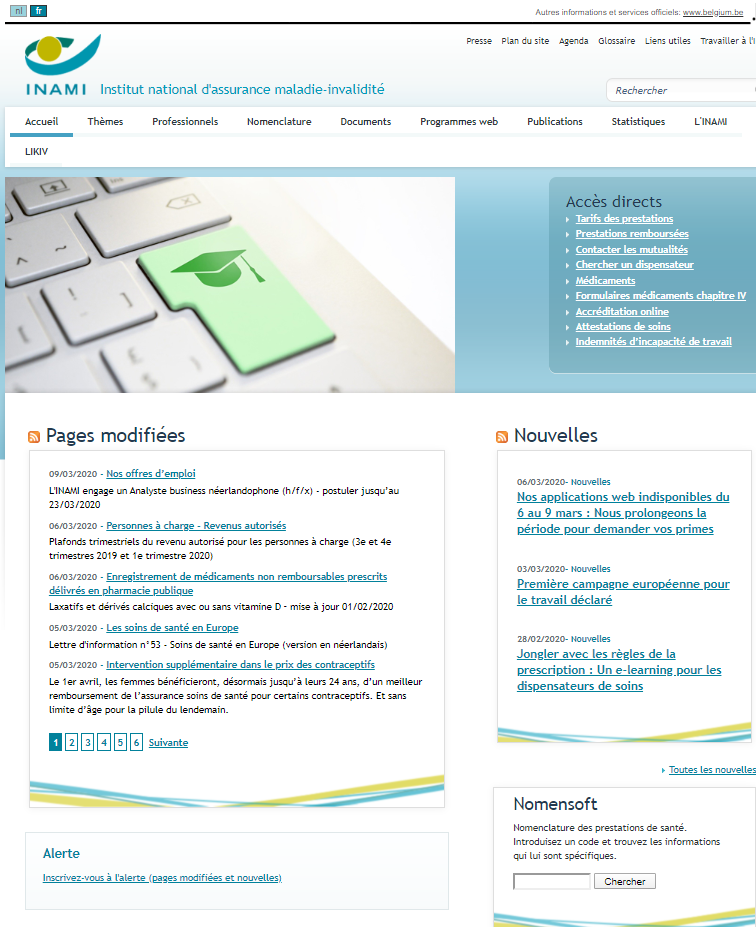 nl fr
Autres informations et services officiels: www.belgium.be
Presse Plan du site Agenda Glossaire Liens utiles Travailler à l'I
INAMI Institut national d'assurance maladie-invalidité
Rechercher
Accueil Thèmes Professionnels Nomenclature Documents Programmes web Publications Statistiques L'INAMI
LIKIV
Accès directs
Tarifs des prestations
Prestations remboursées
Contacter les mutualités
Chercher un dispensateur
Médicaments
Formulaires médicaments chapitre IV
Accréditation online
Attestations de soins
Indemnités d'incapacité de travail
Pages modifiées
09/03/2020 - Nos offres d'emploi
L'INAMI engage un Analyste business néerlandophone (h/f/x) - postuler jusqu'au
23/03/2020
06/03/2020 - Personnes à charge - Revenus autorisés
Plafonds trimestriels du revenu autorisé pour les personnes à charge (3e et 4e
trimestres 2019 et 1e trimestre 2020)
06/03/2020 - Enregistrement de médicaments non remboursables prescrits
délivrés en pharmacie publique
Laxatifs et dérivés calciques avec ou sans vitamine D - mise à jour 01/02/2020
05/03/2020 - Les soins de santé en Europe
Lettre d'information n°53 - Soins de santé en Europe (version en néerlandais)
05/03/2020 - Intervention supplémentaire dans le prix des contraceptifs
Le 1er avril, les femmes bénéficieront, désormais jusqu'à leurs 24 ans, d'un meilleur
remboursement de l'assurance soins de santé pour certains contraceptifs. Et sans
limite d'âge pour la pilule du lendemain.
1 2 3 4 5 6 Suivante
Alerte
Inscrivez-vous à l'alerte (pages modifiées et nouvelles)
Nouvelles
06/03/2020- Nouvelles
Nos applications web indisponibles du
6 au 9 mars : Nous prolongeons la
période pour demander vos primes
03/03/2020- Nouvelles
Première campagne européenne pour
le travail déclaré
28/02/2020- Nouvelles
Jongler avec les règles de la
prescription : Un e-learning pour les
dispensateurs de soins
Toutes les nouvelles
Nomensoft
Nomenclature des prestations de santé.
Introduisez un code et trouvez les informations
qui lui sont spécifiques.
Chercher